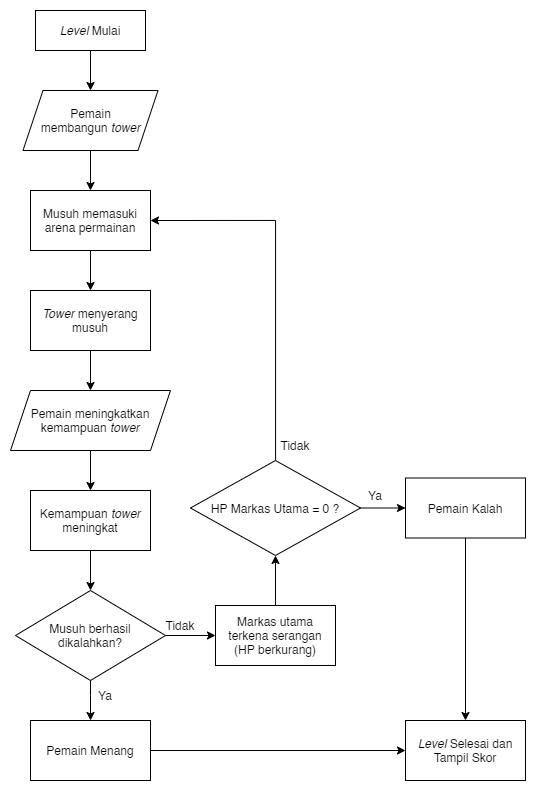 Level Mulai
Pemain
membangun tower
Musuh memasuki
arena permainan
Tower menyerang
musuh
Pemain meningkatkan
kemampuan tower
Kemampuan tower
meningkat
Musuh berhasil
dikalahkan?
Tidak
Markas utama
terkena serangan
(HP berkurang)
HP Markas Utama = 0 ?
Tidak
Ya
Pemain Kalah
Ya
Pemain Menang
Level Selesai dan
Tampil Skor